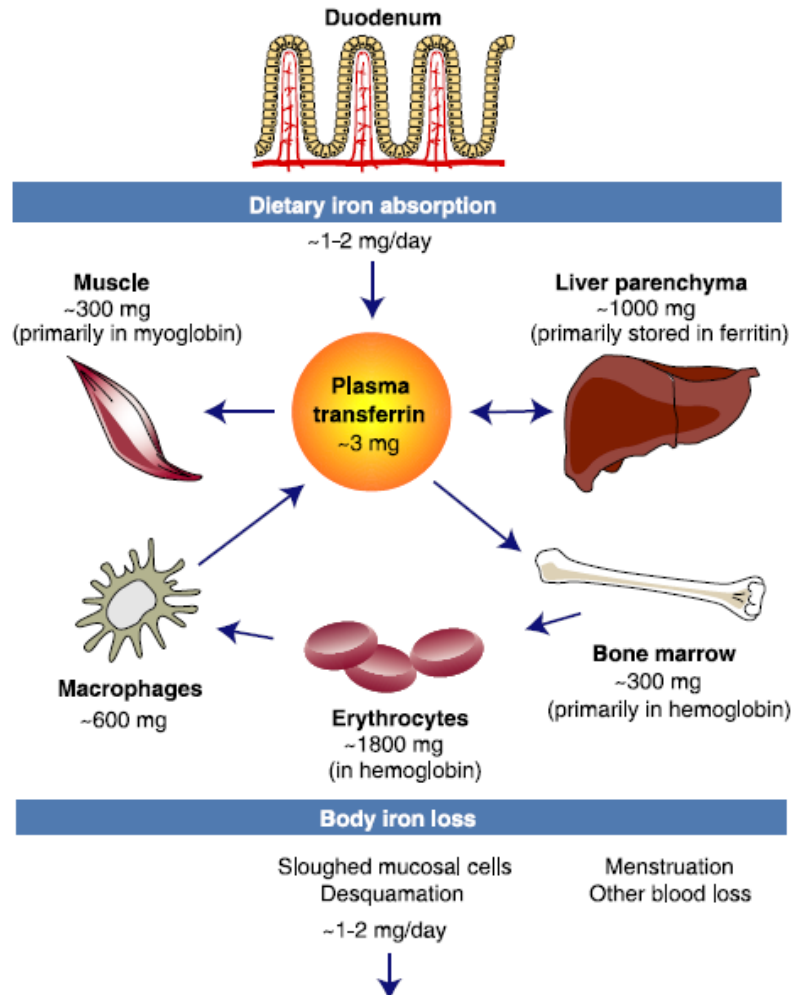 Duodenum
Dietary iron absorption
~1-2 mg/day
Muscle
~300 mg
(primarily in myoglobin)
Liver parenchyma
~1000 mg
(primarily stored in ferritin)
Plasma
transferrin
~3 mg
Macrophages
~600 mg
Erythrocytes
~1800 mg
(in hemoglobin)
Bone marrow
~300 mg
(primarily in hemoglobin)
Body iron loss
Sloughed mucosal cells
Desquamation
Menstruation
Other blood loss
~1-2 mg/day